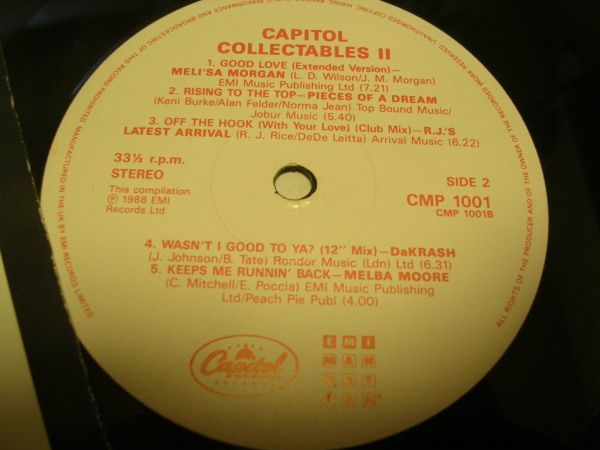 CAPITOL
COLLECTABLES II
1. GOOD LOVE (Extended Version)—
MELI'SA MORGAN (L. D. Wilson/J. M. Morgan)
EMI Music Publishing Ltd (7.21)
2. RISING TO THE TOP—PIECES OF A DREAM
(Keni Burke/Alan Felder/Norma Jean) Top Bound Music/
Jobur Music (5.40)
3. OFF THE HOOK (With Your Love) (Club Mix)—R.J.'S
LATEST ARRIVAL (R. J. Rice/DeDe Leitta) Arrival Music (6.22)
33⅓ r.p.m.
STEREO
This compilation
Ⓟ 1988 EMI
Records Ltd
SIDE 2
CMP 1001
CMP 1001B
4. WASN'T I GOOD TO YA? (12" Mix)—DaKRASH
(J. Johnson/B. Tate) Rondor Music (Ldn) Ltd (6.31)
5. KEEPS ME RUNNIN' BACK—MELBA MOORE
(C. Mitchell/E. Poccia) EMI Music Publishing
Ltd/Peach Pie Publ (4.00)
Capitol
RECORDS
EMI
MAN
HAT
TAN
ALL RIGHTS OF THE PRODUCER AND OF THE OWNER OF THE RECORDED WORK RESERVED
UNAUTHORISED COPYING, HIRING,
PUBLIC PERFORMANCE AND BROADCASTING OF THIS RECORD PROHIBITED
MANUFACTURED IN THE UK BY EMI RECORDS LIMITED